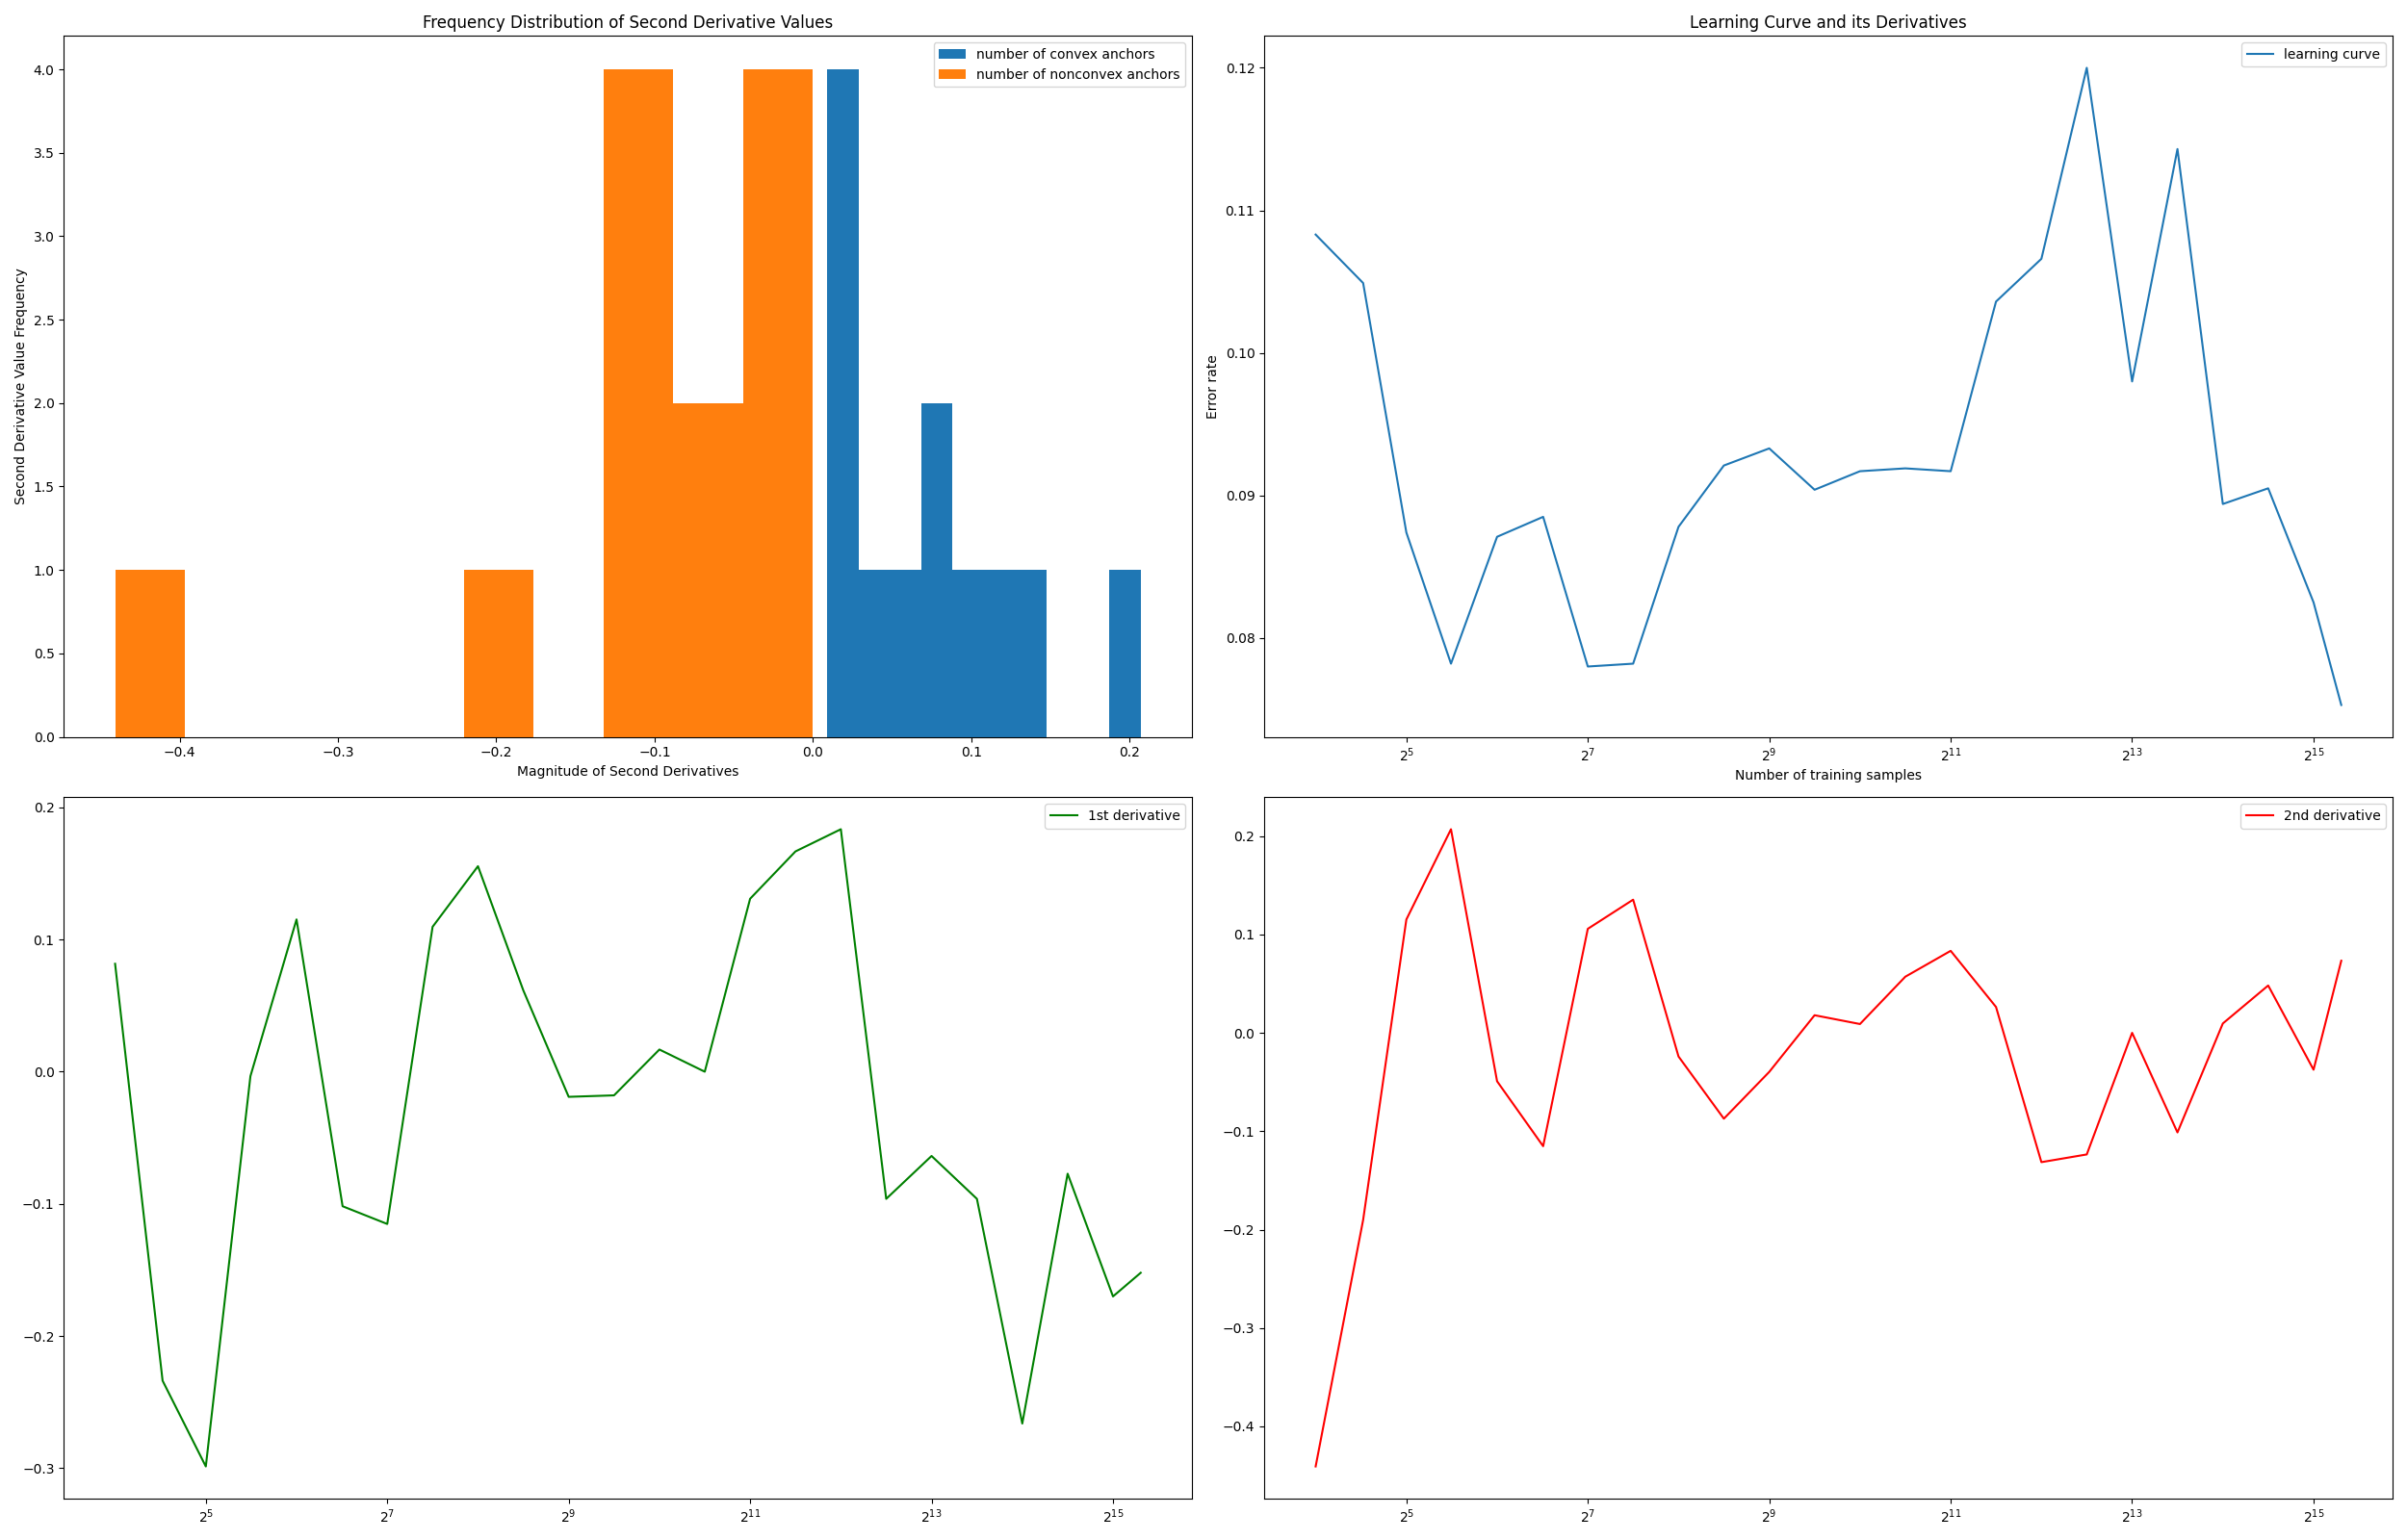 Frequency Distribution of Second Derivative Values
number of convex anchors
number of nonconvex anchors
4.0
3.5
3.0
2.5
2.0
1.5
1.0
0.5
0.0
Second Derivative Value Frequency
−0.4 −0.3 −0.2 −0.1 0.0 0.1 0.2
Magnitude of Second Derivatives
Learning Curve and its Derivatives
learning curve
0.12
0.11
0.10
0.09
0.08
Error rate
2^5 2^7 2^9 2^11 2^13 2^15
Number of training samples
1st derivative
0.2
0.1
0.0
−0.1
−0.2
−0.3
2^5 2^7 2^9 2^11 2^13 2^15
2nd derivative
0.2
0.1
0.0
−0.1
−0.2
−0.3
−0.4
2^5 2^7 2^9 2^11 2^13 2^15